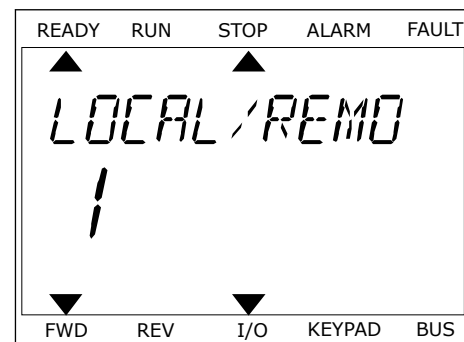 READY RUN STOP ALARM FAULT
LOCAL/REMO
1
FWD REV I/O KEYPAD BUS